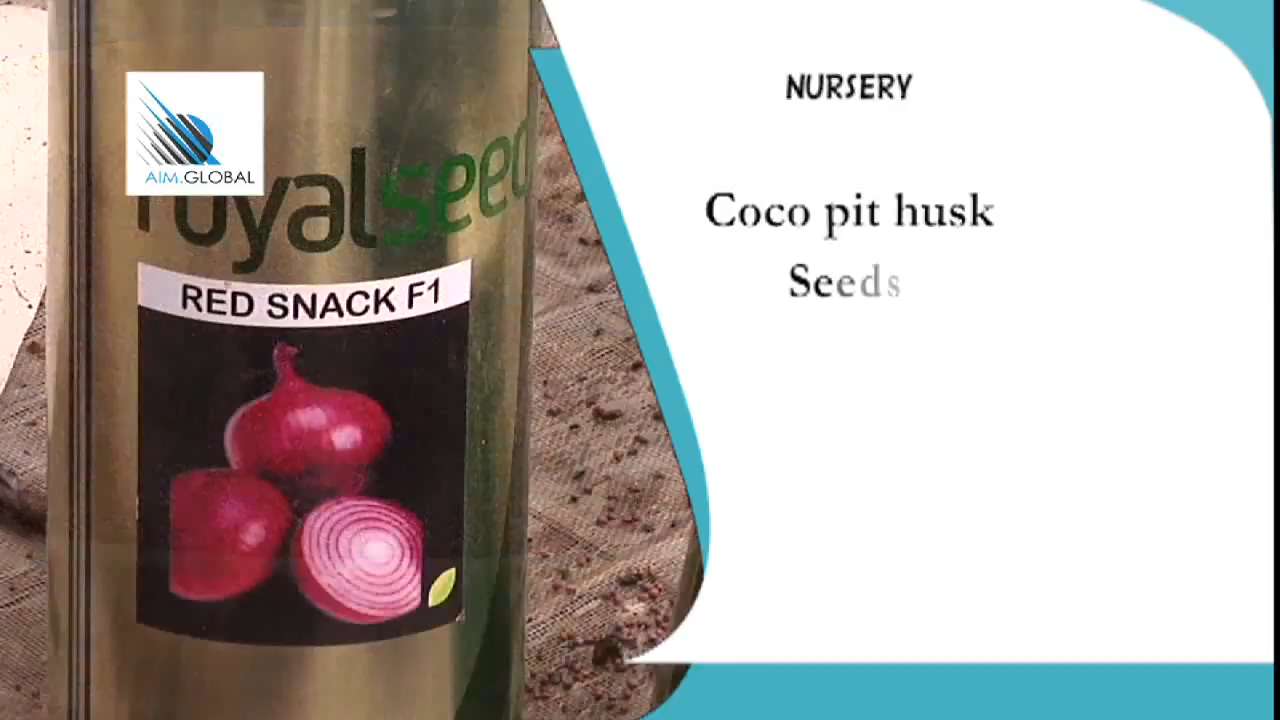 AIM.GLOBAL
royalseed
RED SNACK F1
NURSERY
Coco pit husk
Seeds